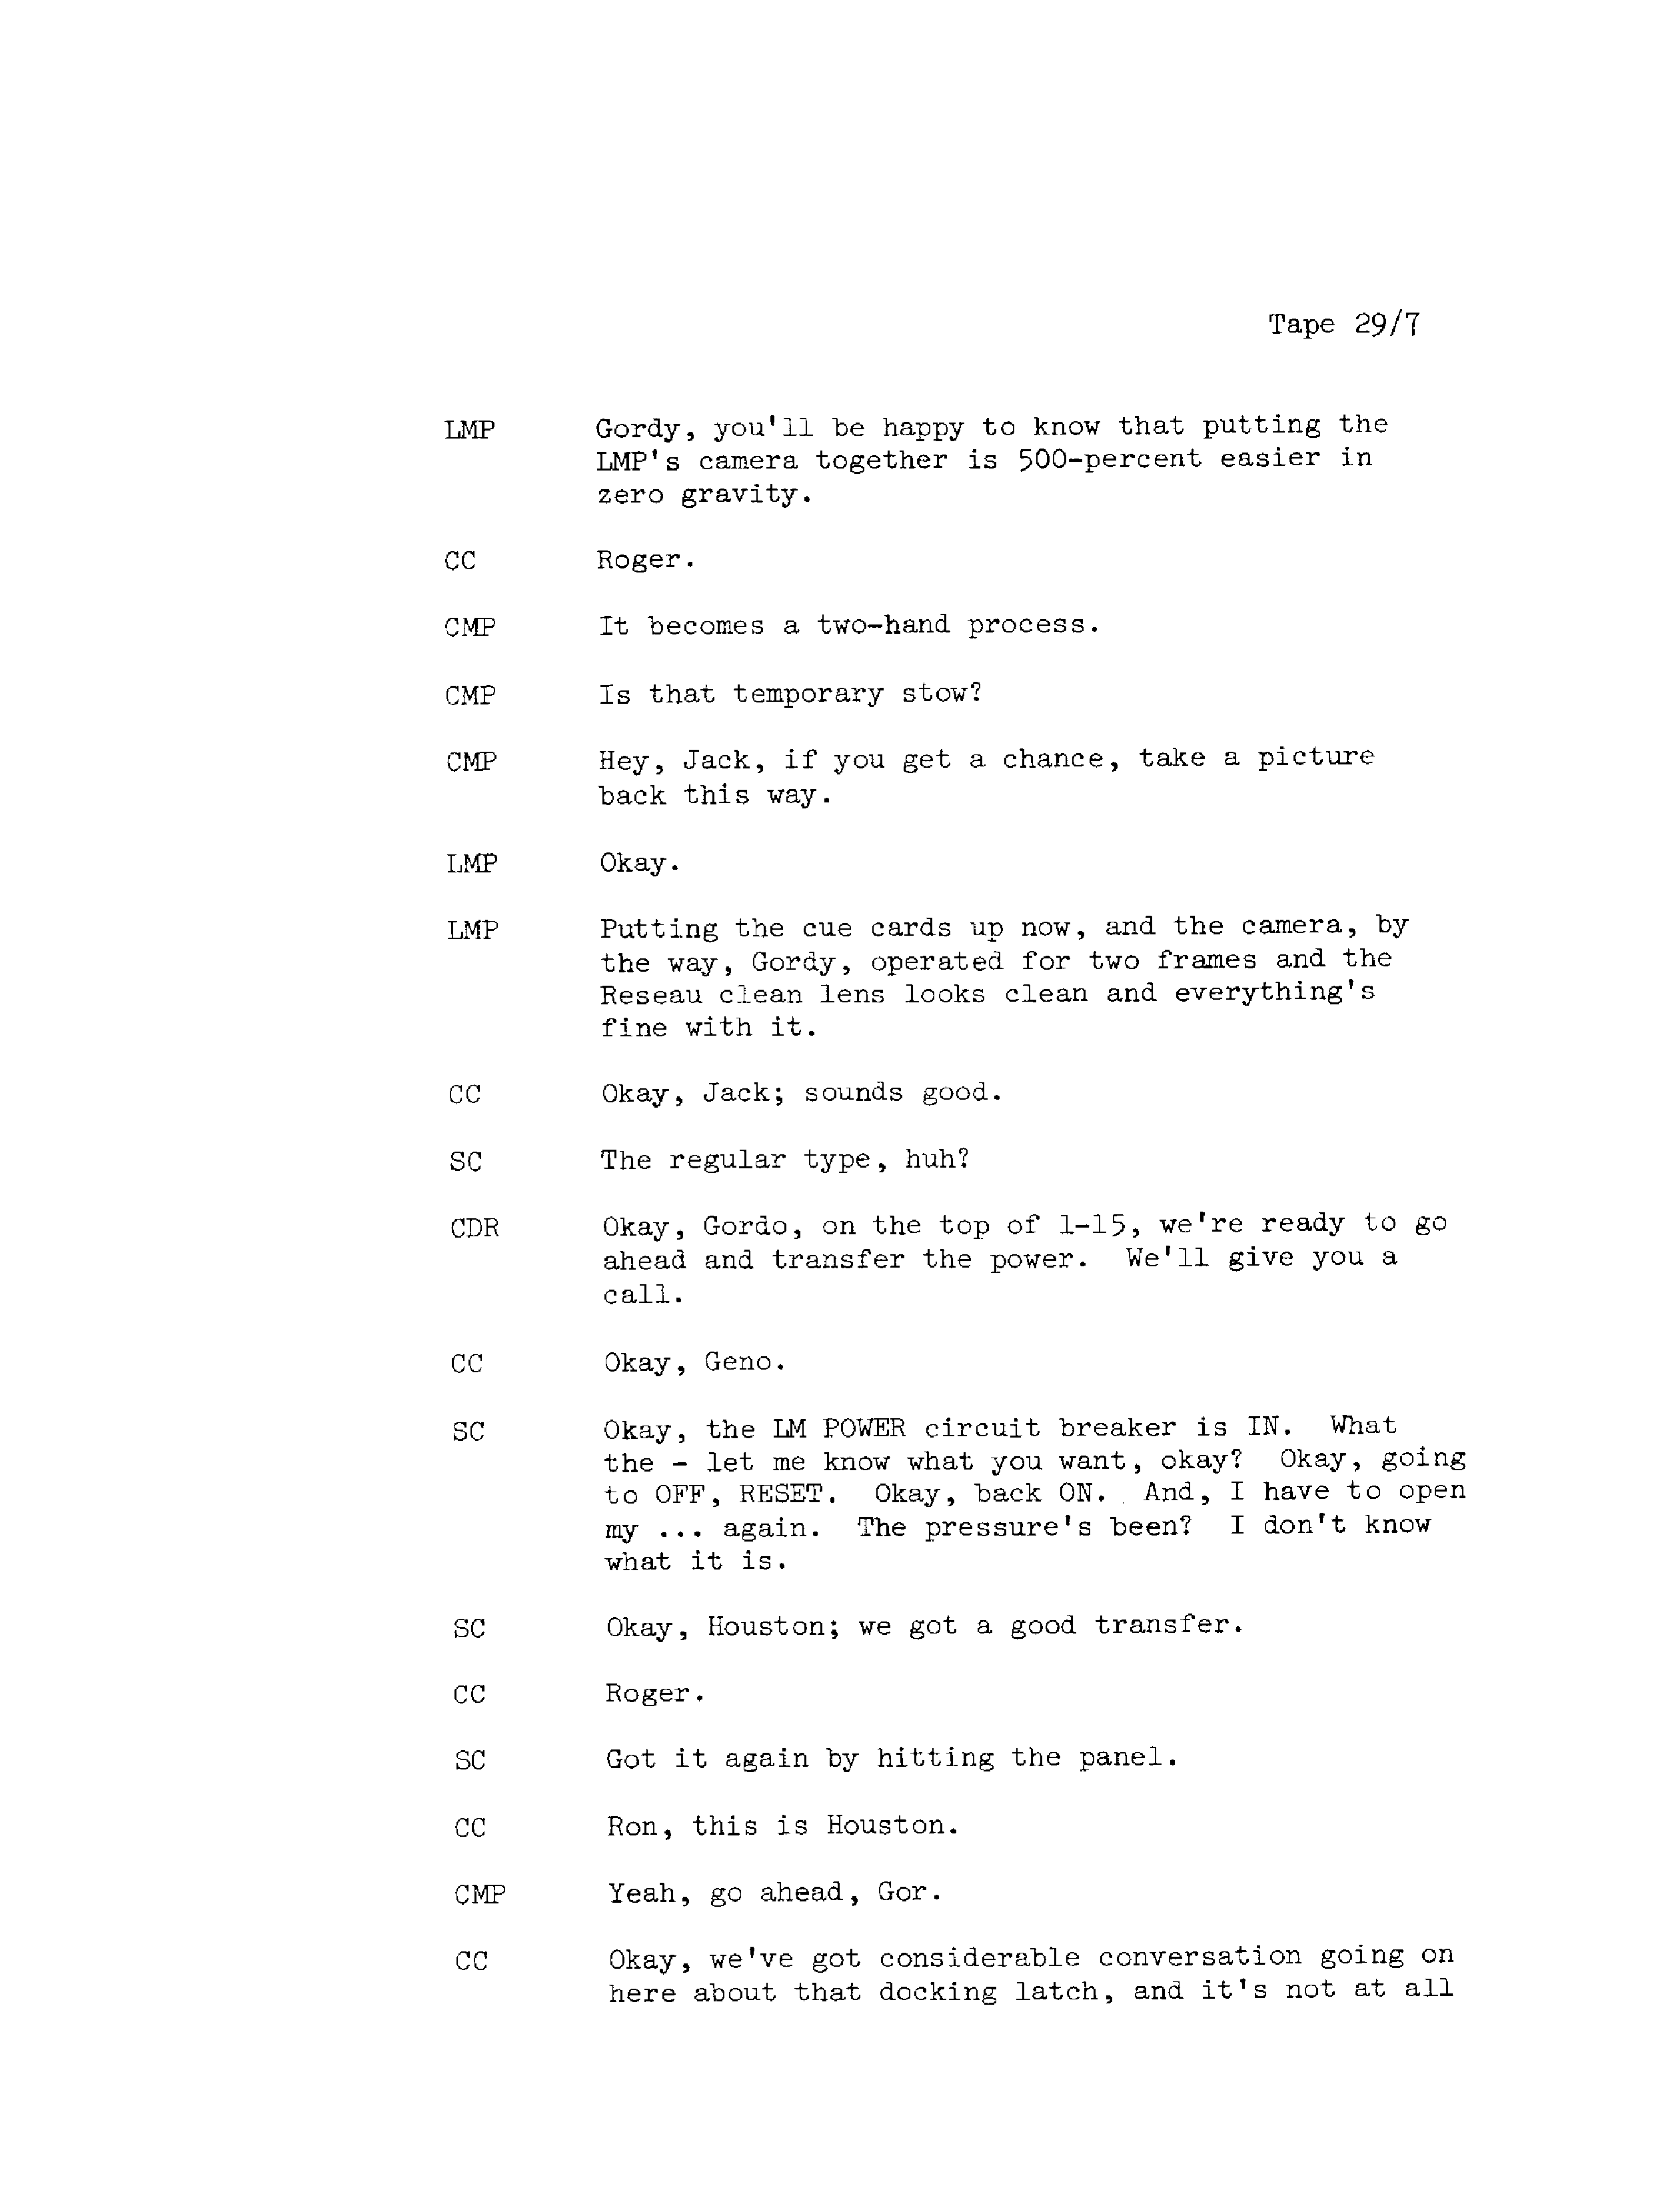 Tape 29/7
LMP Gordy, you'll be happy to know that putting the
LMP's camera together is 500-percent easier in
zero gravity.
CC Roger.
CMP It becomes a two-hand process.
CMP Is that temporary stow?
CMP Hey, Jack, if you get a chance, take a picture
back this way.
LMP Okay.
LMP Putting the cue cards up now, and the camera, by
the way, Gordy, operated for two frames and the
Reseau clean lens looks clean and everything's
fine with it.
CC Okay, Jack; sounds good.
SC The regular type, huh?
CDR Okay, Gordo, on the top of 1-15, we're ready to go
ahead and transfer the power. We'll give you a
call.
CC Okay, Geno.
SC Okay, the LM POWER circuit breaker is IN. What
the - let me know what you want, okay? Okay, going
to OFF, RESET. Okay, back ON. And, I have to open
my ... again. The pressure's been? I don't know
what it is.
SC Okay, Houston; we got a good transfer.
CC Roger.
SC Got it again by hitting the panel.
CC Ron, this is Houston.
CMP Yeah, go ahead, Gor.
CC Okay, we've got considerable conversation going on
here about that docking latch, and it's not at all